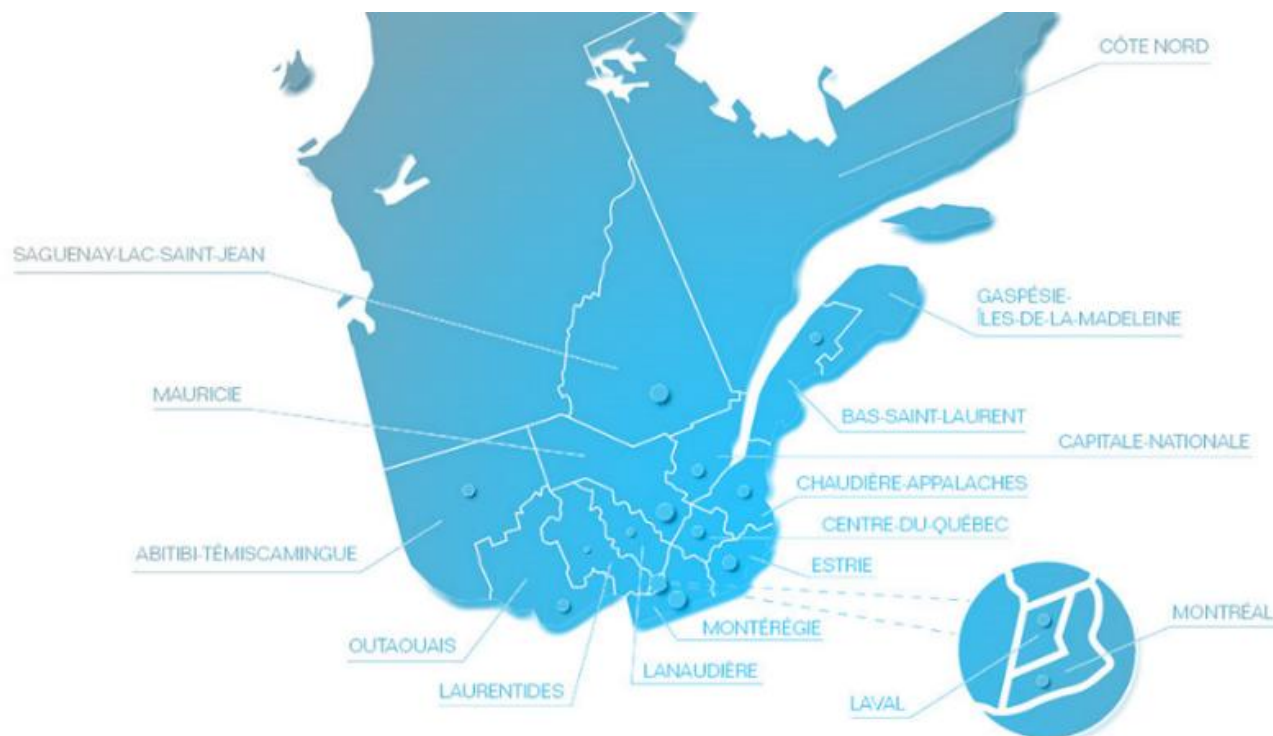 CÔTE NORD
SAGUENAY-LAC-SAINT-JEAN
GASPÉSIE-
ÎLES-DE-LA-MADELEINE
MAURICIE
BAS-SAINT-LAURENT
CAPITALE-NATIONALE
CHAUDIÈRE-APPALACHES
CENTRE-DU-QUÉBEC
ABITIBI-TÉMISCAMINGUE
ESTRIE
MONTÉRÉGIE
MONTRÉAL
OUTAOUAIS
LANAUDIÈRE
LAURENTIDES
LAVAL